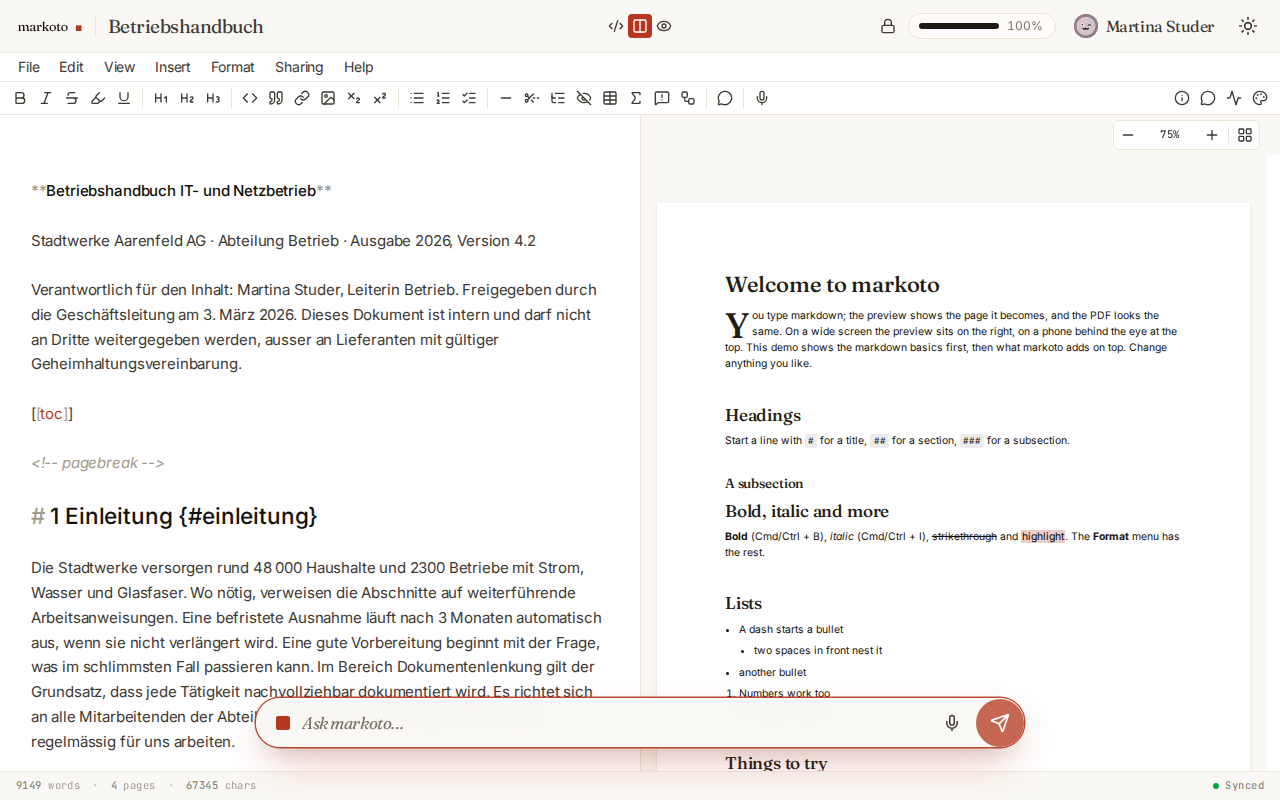 markoto
Betriebshandbuch
100%
Martina Studer
File Edit View Insert Format Sharing Help
H1 H2 H3
75%
**Betriebshandbuch IT- und Netzbetrieb**
Stadtwerke Aarenfeld AG · Abteilung Betrieb · Ausgabe 2026, Version 4.2
Verantwortlich für den Inhalt: Martina Studer, Leiterin Betrieb. Freigegeben durch
die Geschäftsleitung am 3. März 2026. Dieses Dokument ist intern und darf nicht
an Dritte weitergegeben werden, ausser an Lieferanten mit gültiger
Geheimhaltungsvereinbarung.
[[toc]]
<!-- pagebreak -->
# 1 Einleitung {#einleitung}
Die Stadtwerke versorgen rund 48 000 Haushalte und 2300 Betriebe mit Strom,
Wasser und Glasfaser. Wo nötig, verweisen die Abschnitte auf weiterführende
Arbeitsanweisungen. Eine befristete Ausnahme läuft nach 3 Monaten automatisch
aus, wenn sie nicht verlängert wird. Eine gute Vorbereitung beginnt mit der Frage,
was im schlimmsten Fall passieren kann. Im Bereich Dokumentenlenkung gilt der
Grundsatz, dass jede Tätigkeit nachvollziehbar dokumentiert wird. Es richtet sich
an alle Mitarbeitenden der
regelmässig für uns arbeiten.
Welcome to markoto
You type markdown; the preview shows the page it becomes, and the PDF looks the
same. On a wide screen the preview sits on the right, on a phone behind the eye at the
top. This demo shows the markdown basics first, then what markoto adds on top. Change
anything you like.
Headings
Start a line with # for a title, ## for a section, ### for a subsection.
A subsection
Bold, italic and more
Bold (Cmd/Ctrl + B), italic (Cmd/Ctrl + I), strikethrough and highlight. The Format menu has
the rest.
Lists
• A dash starts a bullet
• two spaces in front nest it
• another bullet
1. Numbers work too
Things to try
Ask markoto...
9149 words · 4 pages · 67345 chars
Synced